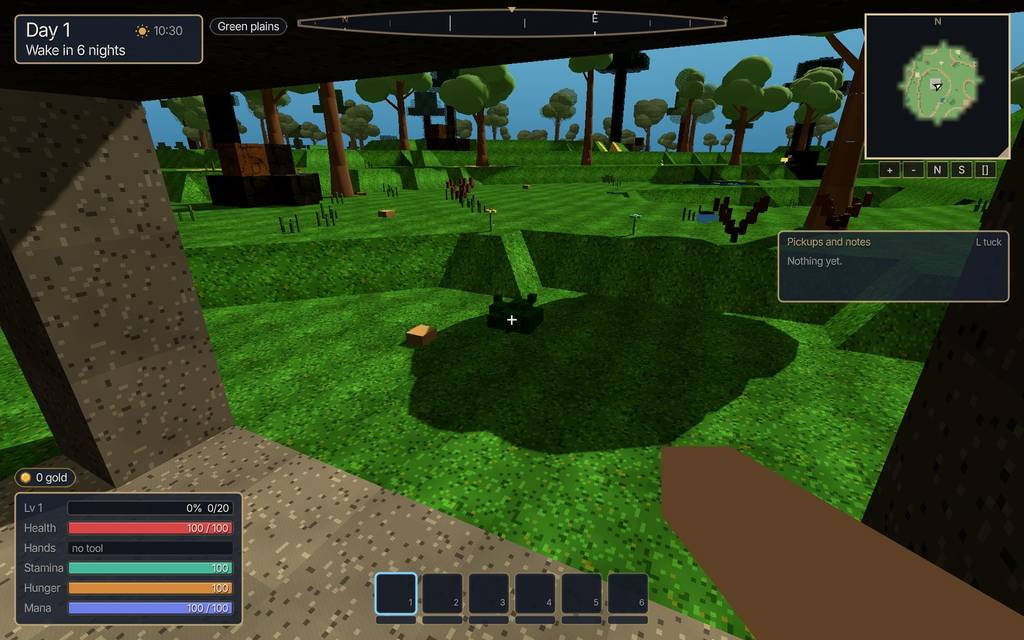 Day 1
10:30
Wake in 6 nights
Green plains
N
E
S
N
+ - N S []
Pickups and notes
L tuck
Nothing yet.
0 gold
Lv 1
0% 0/20
Health
100 / 100
Hands
no tool
Stamina
100
Hunger
100
Mana
100 / 100
1
2
3
4
5
6